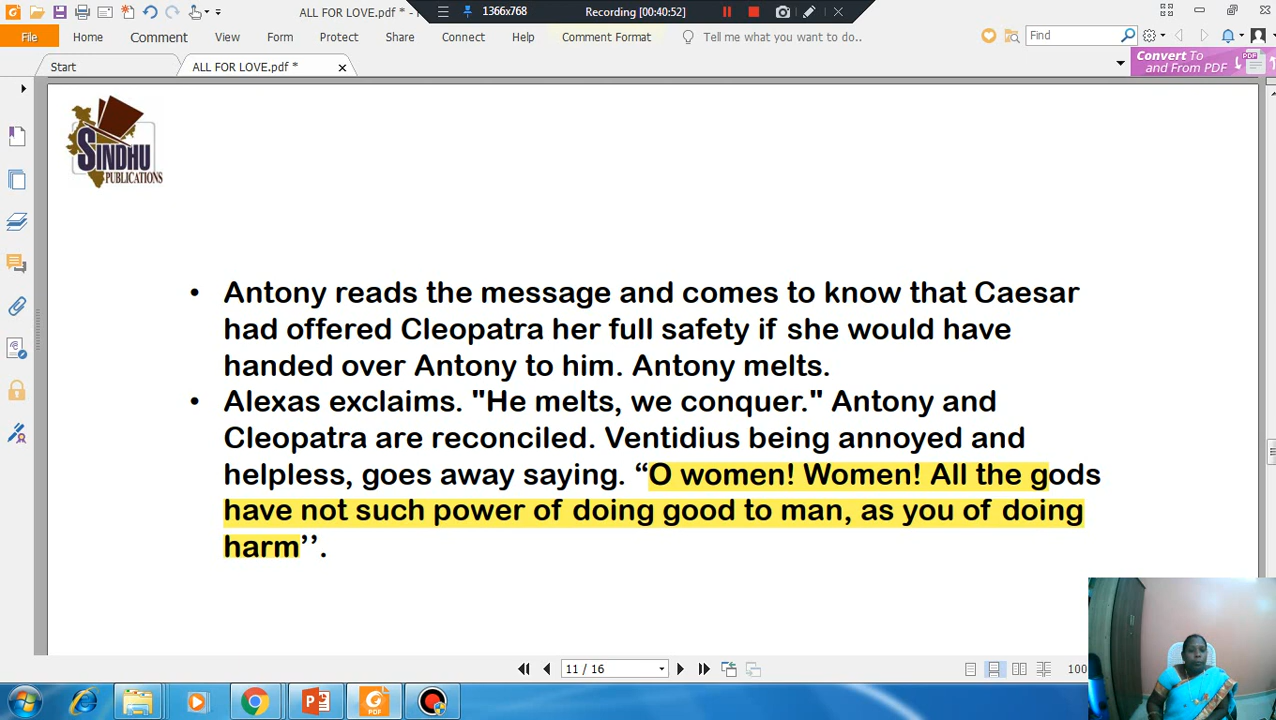 ALL FOR LOVE.pdf * -
1366x768
Recording [00:40:52]
File Home Comment View Form Protect Share Connect Help Comment Format Tell me what you want to do.. Find
Start ALL FOR LOVE.pdf *
Convert To
and From PDF
PDF
SINDHU
PUBLICATIONS
• Antony reads the message and comes to know that Caesar
had offered Cleopatra her full safety if she would have
handed over Antony to him. Antony melts.
• Alexas exclaims. "He melts, we conquer." Antony and
Cleopatra are reconciled. Ventidius being annoyed and
helpless, goes away saying. “O women! Women! All the gods
have not such power of doing good to man, as you of doing
harm’’.
11 / 16
100
PDF